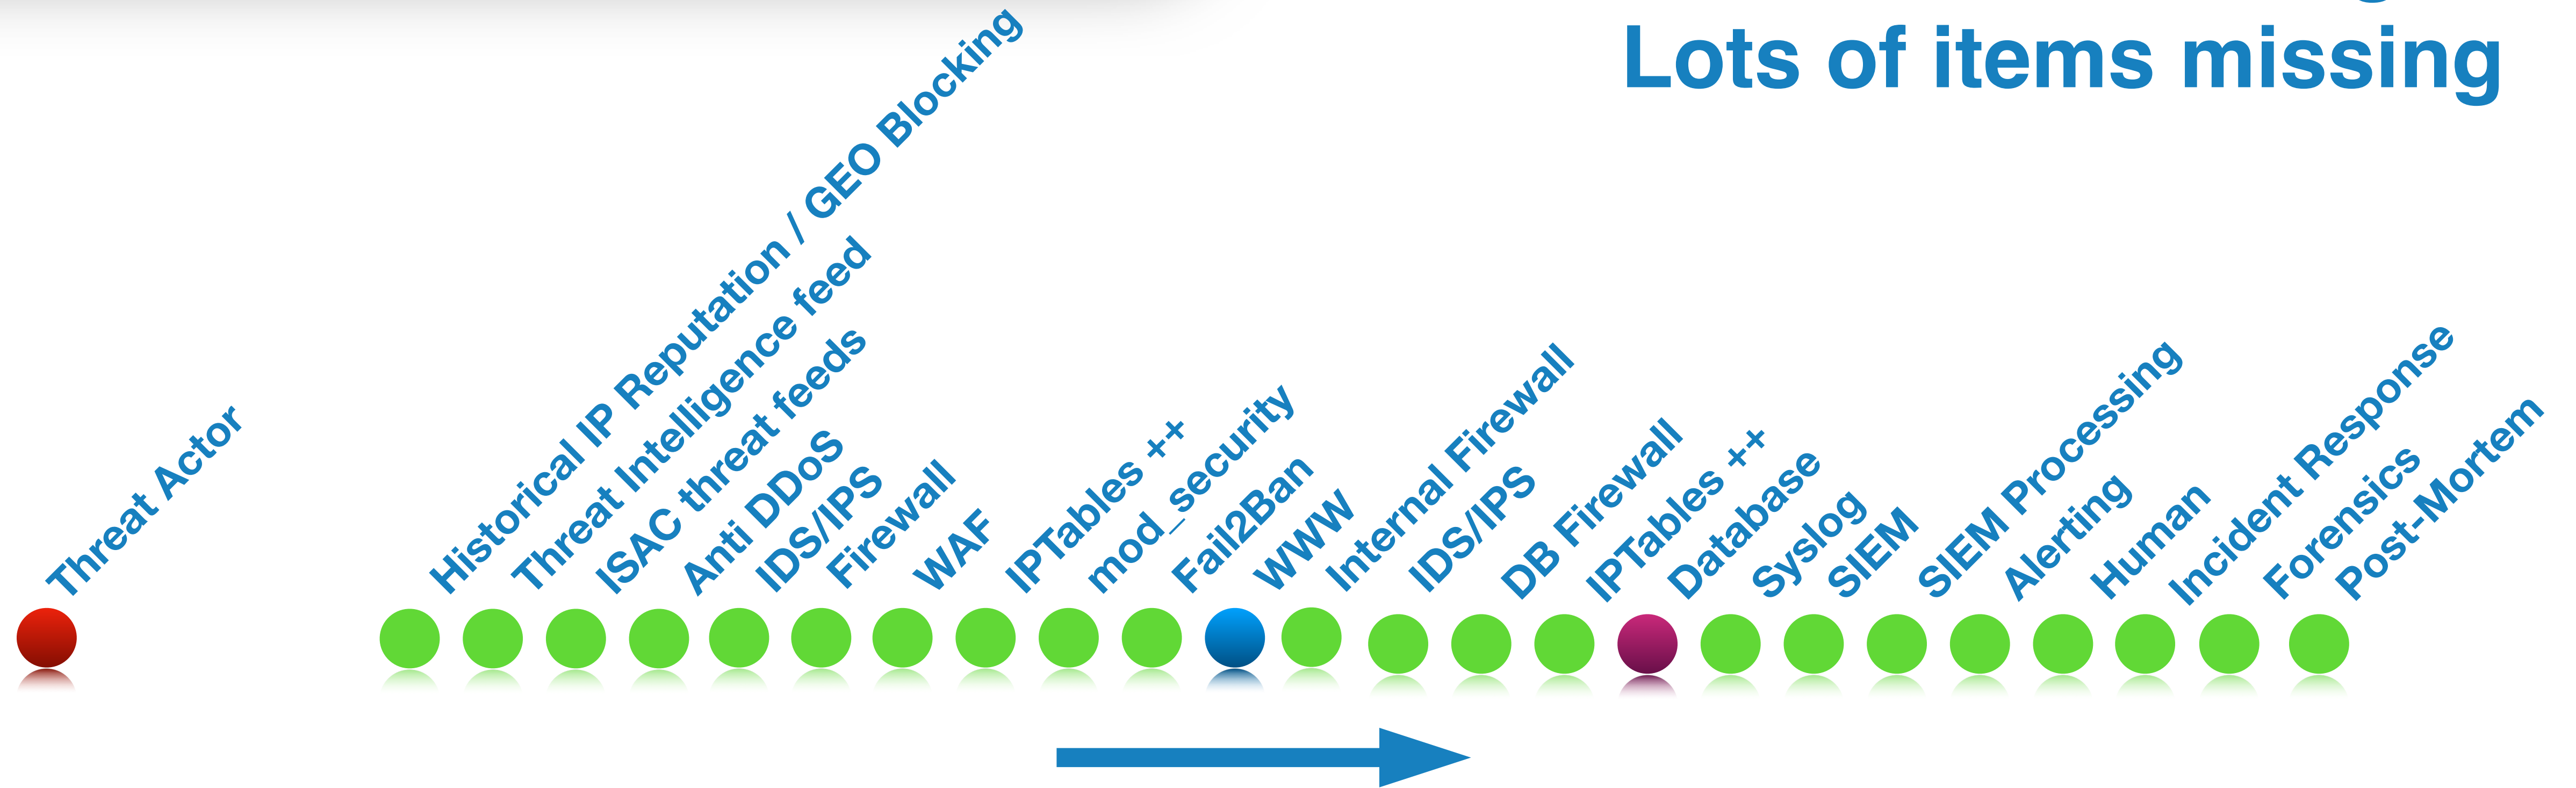 Lots of items missing
Threat Actor
Historical IP Reputation / GEO Blocking
Threat Intelligence feed
ISAC threat feeds
Anti DDoS
IDS/IPS
Firewall
WAF
IPTables ++
mod_security
Fail2Ban
WWW
Internal Firewall
IDS/IPS
DB Firewall
IPTables ++
Database
Syslog
SIEM
SIEM Processing
Alerting
Human
Incident Response
Forensics
Post-Mortem